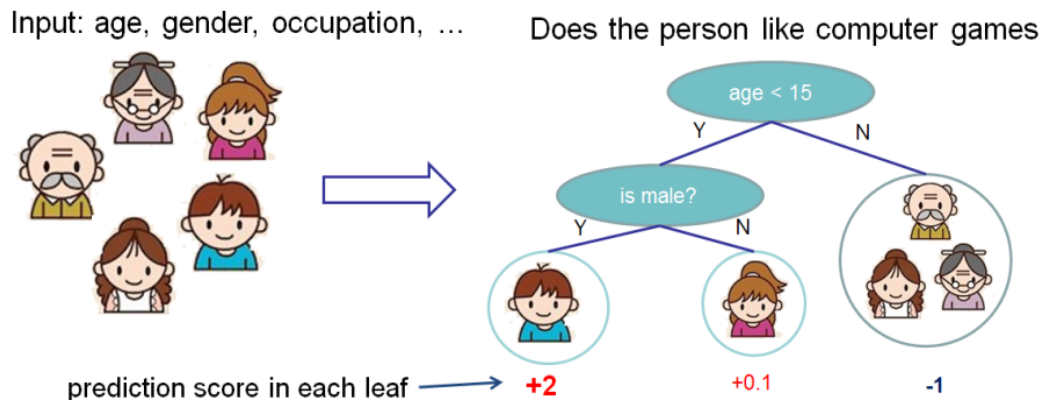 Input: age, gender, occupation, ...
Does the person like computer games
age < 15
Y
N
is male?
Y
N
prediction score in each leaf
+2
+0.1
-1